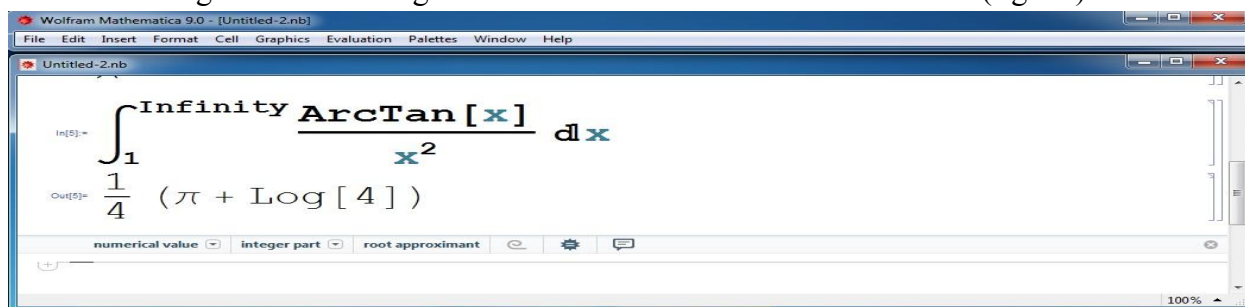 Wolfram Mathematica 9.0 - [Untitled-2.nb]
File Edit Insert Format Cell Graphics Evaluation Palettes Window Help
Untitled-2.nb
In[5]:= ∫₁^Infinity ArcTan[x]/x² ⅆx
Out[5]= 1/4 (π + Log[4])
numerical value integer part root approximant
100%